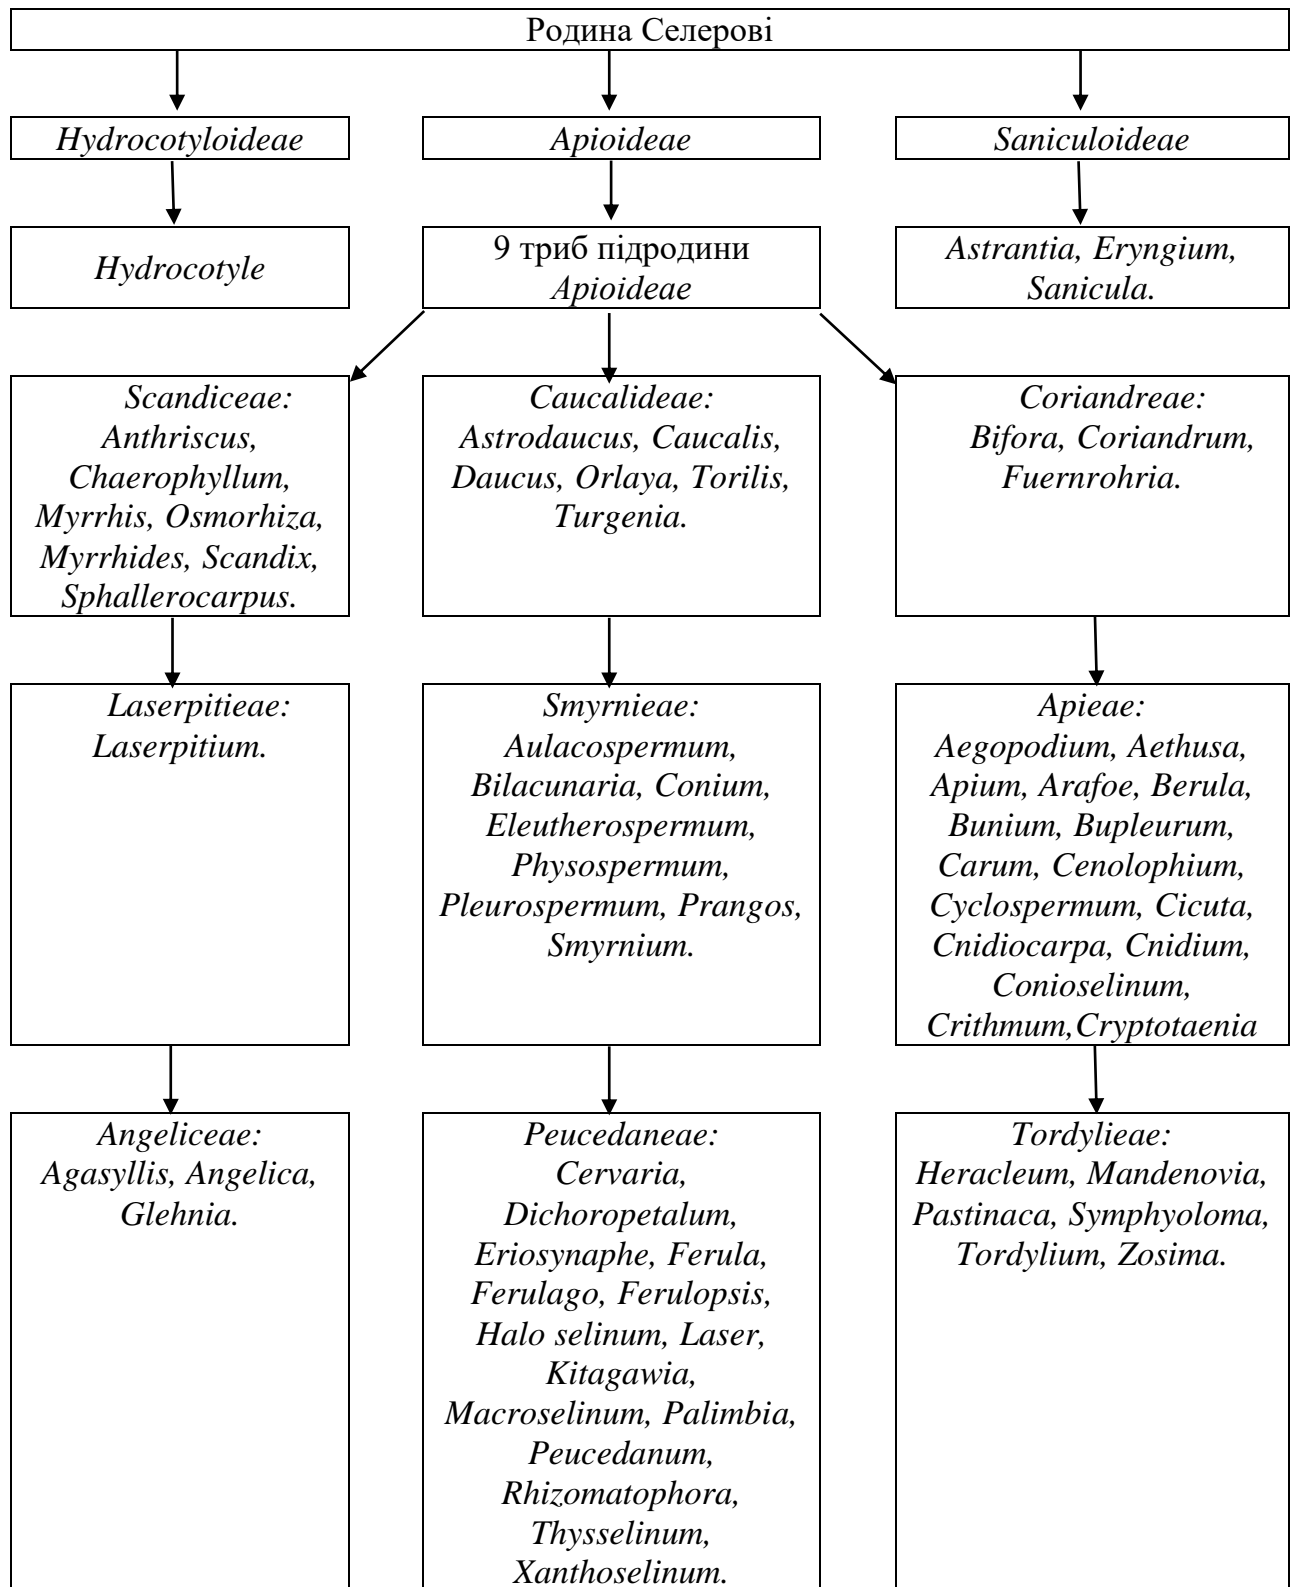 Родина Селерові
Hydrocotyloideae
Apioideae
Saniculoideae
Hydrocotyle
9 триб підродини
Apioideae
Astrantia, Eryngium,
Sanicula.
Scandiceae:
Anthriscus,
Chaerophyllum,
Myrrhis, Osmorhiza,
Myrrhides, Scandix,
Sphallerocarpus.
Caucalideae:
Astrodaucus, Caucalis,
Daucus, Orlaya, Torilis,
Turgenia.
Coriandreae:
Bifora, Coriandrum,
Fuernrohria.
Laserpitieae:
Laserpitium.
Smyrnieae:
Aulacospermum,
Bilacunaria, Conium,
Eleutherospermum,
Physospermum,
Pleurospermum, Prangos,
Smyrnium.
Apieae:
Aegopodium, Aethusa,
Apium, Arafoe, Berula,
Bunium, Bupleurum,
Carum, Cenolophium,
Cyclospermum, Cicuta,
Cnidiocarpa, Cnidium,
Conioselinum,
Crithmum,Cryptotaenia
Angeliceae:
Agasyllis, Angelica,
Glehnia.
Peucedaneae:
Cervaria,
Dichoropetalum,
Eriosynaphe, Ferula,
Ferulago, Ferulopsis,
Halo selinum, Laser,
Kitagawia,
Macroselinum, Palimbia,
Peucedanum,
Rhizomatophora,
Thysselinum,
Xanthoselinum.
Tordylieae:
Heracleum, Mandenovia,
Pastinaca, Symphyoloma,
Tordylium, Zosima.